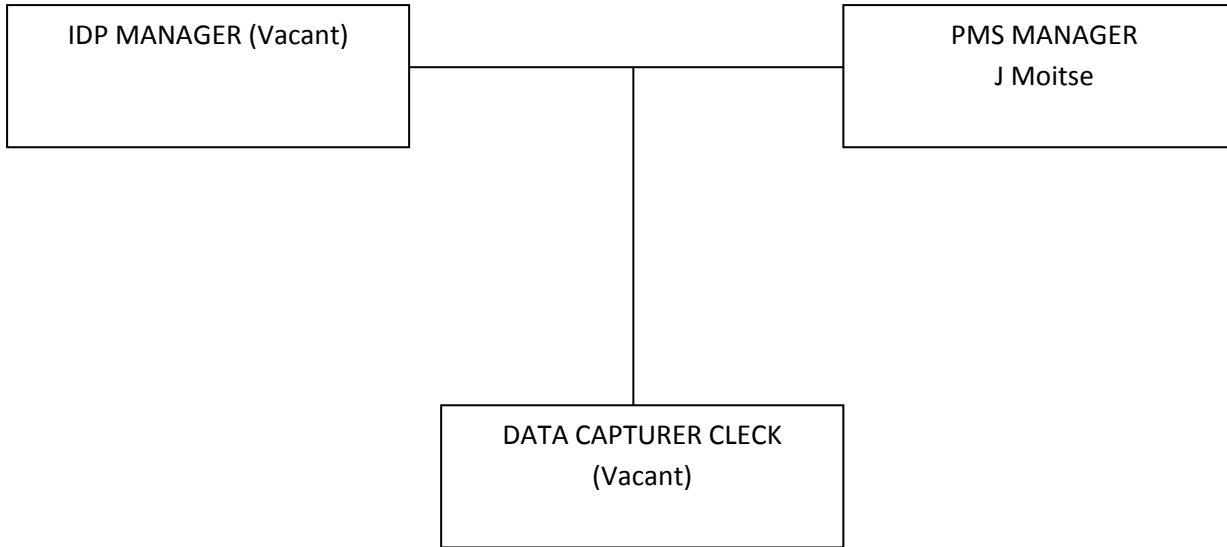 IDP MANAGER (Vacant)
PMS MANAGER
J Moitse
DATA CAPTURER CLECK
(Vacant)